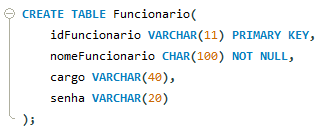 CREATE TABLE Funcionario(
    idFuncionario VARCHAR(11) PRIMARY KEY,
    nomeFuncionario CHAR(100) NOT NULL,
    cargo VARCHAR(40),
    senha VARCHAR(20)
);